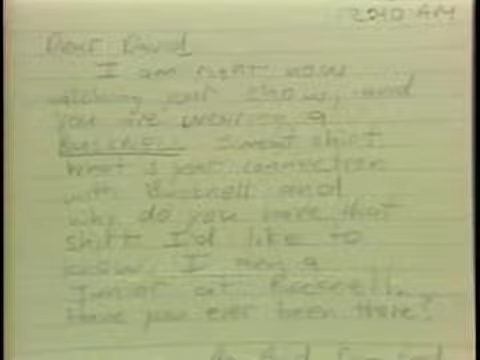 2:40 AM
Dear David
I am right now
watching your show, and
you are wearing a
BUCKNELL Sweat shirt.
What is your connection
with Bucknell and
why do you have that
shirt I'd like to
know. I am a
Junior at Bucknell.
Have you ever been there?